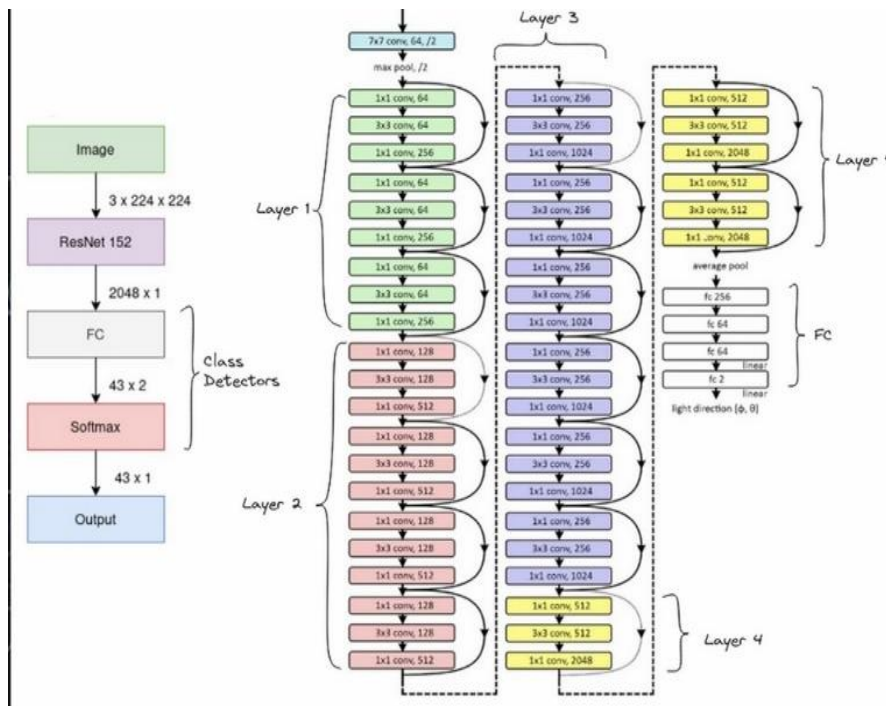 Image
3 x 224 x 224
ResNet 152
2048 x 1
FC
43 x 2
Softmax
43 x 1
Output
Class
Detectors
7x7 conv, 64, /2
max pool, /2
Layer 1
1x1 conv, 64
3x3 conv, 64
1x1 conv, 256
1x1 conv, 64
3x3 conv, 64
1x1 conv, 256
1x1 conv, 64
3x3 conv, 64
1x1 conv, 256
Layer 2
1x1 conv, 128
3x3 conv, 128
1x1 conv, 512
1x1 conv, 128
3x3 conv, 128
1x1 conv, 512
1x1 conv, 128
3x3 conv, 128
1x1 conv, 512
1x1 conv, 128
3x3 conv, 128
1x1 conv, 512
Layer 3
1x1 conv, 256
3x3 conv, 256
1x1 conv, 1024
1x1 conv, 256
3x3 conv, 256
1x1 conv, 1024
1x1 conv, 256
3x3 conv, 256
1x1 conv, 1024
1x1 conv, 256
3x3 conv, 256
1x1 conv, 1024
1x1 conv, 256
3x3 conv, 256
1x1 conv, 1024
1x1 conv, 256
3x3 conv, 256
1x1 conv, 1024
1x1 conv, 512
3x3 conv, 512
1x1 conv, 2048
Layer 4
1x1 conv, 512
3x3 conv, 512
1x1 conv, 2048
1x1 conv, 512
3x3 conv, 512
1x1 conv, 2048
Layer
average pool
fc 256
fc 64
fc 64
linear
fc 2
linear
FC
light direction [ϕ, θ]